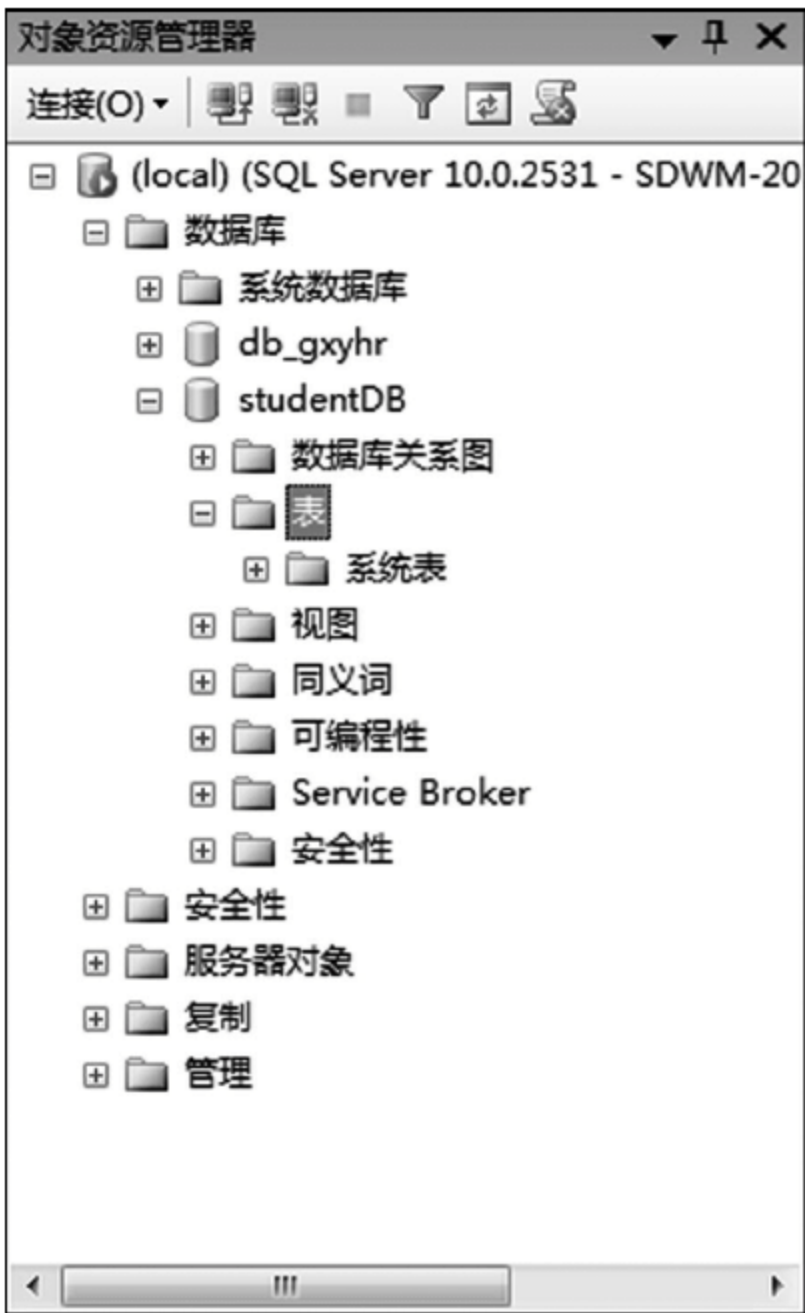 对象资源管理器
连接(O)
(local) (SQL Server 10.0.2531 - SDWM-20
数据库
系统数据库
db_gxyhr
studentDB
数据库关系图
表
系统表
视图
同义词
可编程性
Service Broker
安全性
安全性
服务器对象
复制
管理